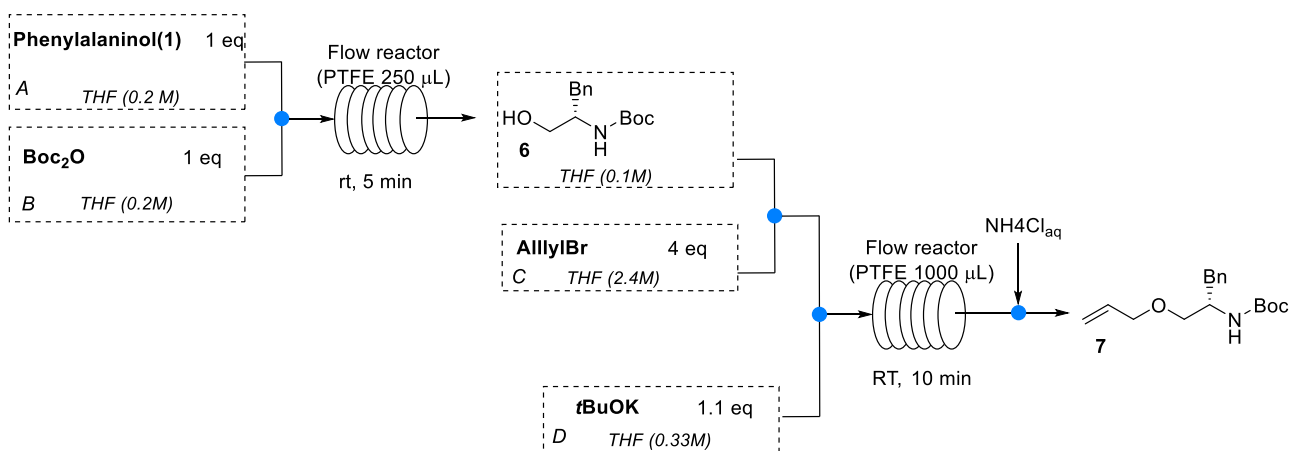 Phenylalaninol(1) 1 eq
A THF (0.2 M)
Boc2O 1 eq
B THF (0.2M)
Flow reactor
(PTFE 250 µL)
rt, 5 min
Bn
HO N Boc
H
6
THF (0.1M)
AlllylBr 4 eq
C THF (2.4M)
tBuOK 1.1 eq
D THF (0.33M)
Flow reactor
(PTFE 1000 µL)
RT, 10 min
NH4Claq
Bn
O N Boc
H
7